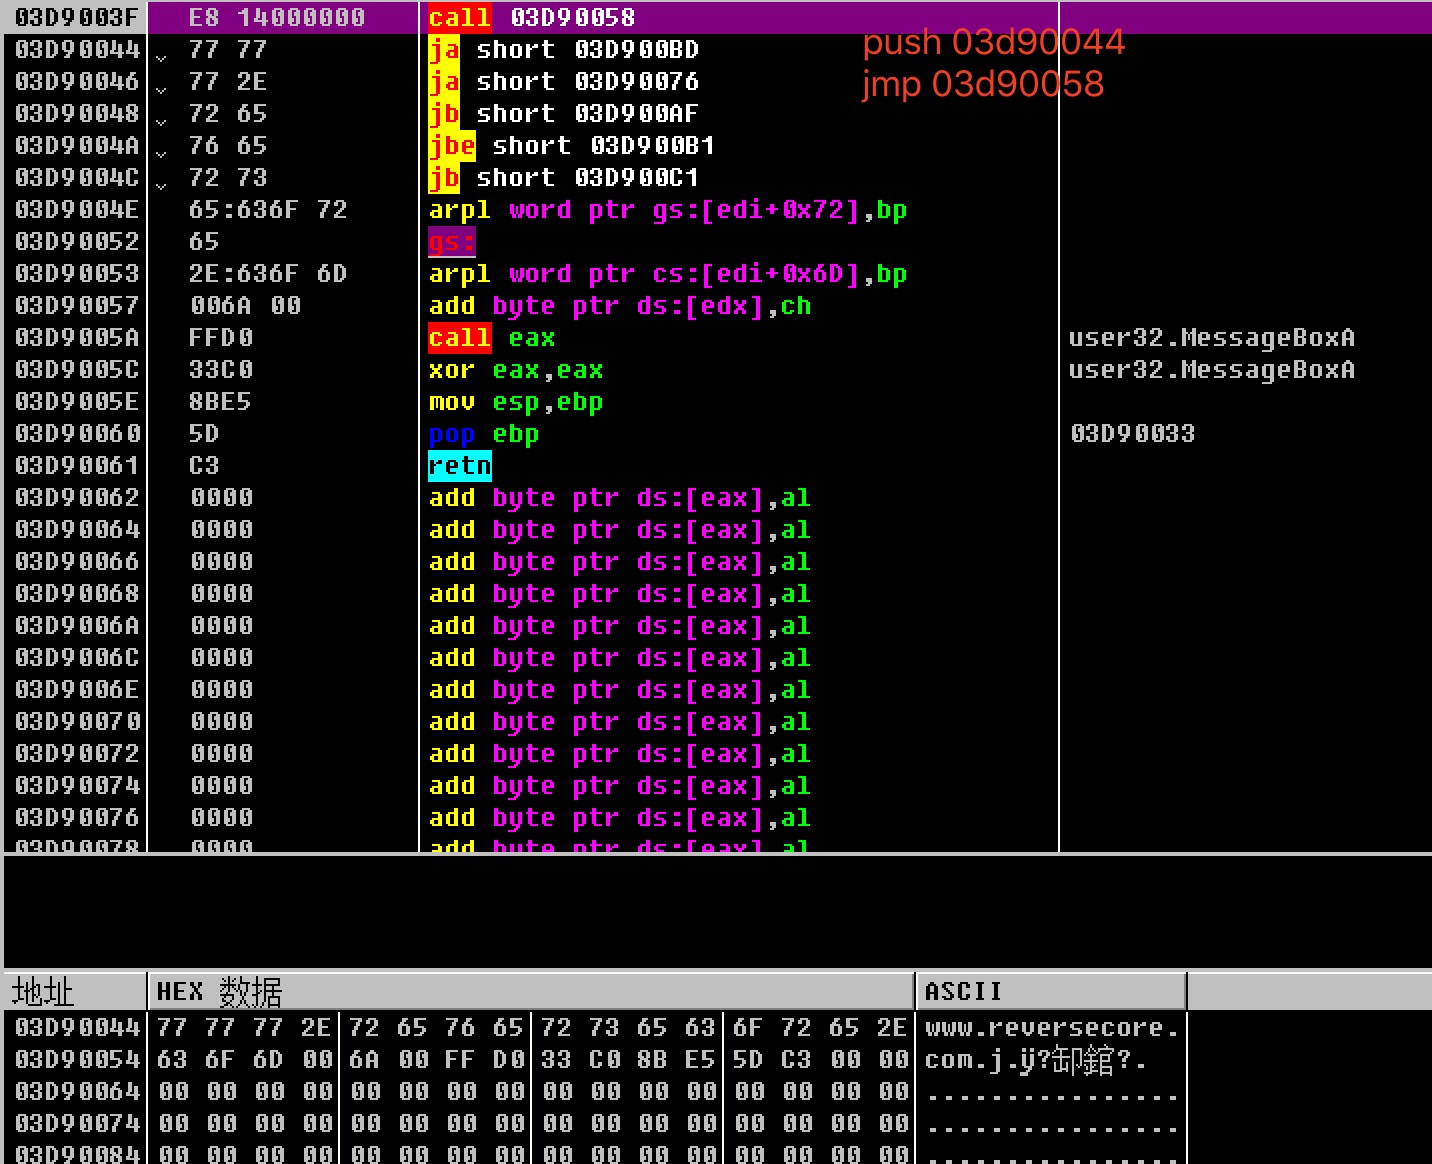 03D9003F E8 14000000 call 03D90058
push 03d90044
03D90044 77 77 ja short 03D900BD
03D90046 77 2E ja short 03D90076
jmp 03d90058
03D90048 72 65 jb short 03D900AF
03D9004A 76 65 jbe short 03D900B1
03D9004C 72 73 jb short 03D900C1
03D9004E 65:636F 72 arpl word ptr gs:[edi+0x72],bp
03D90052 65 gs:
03D90053 2E:636F 6D arpl word ptr cs:[edi+0x6D],bp
03D90057 006A 00 add byte ptr ds:[edx],ch
03D9005A FFD0 call eax user32.MessageBoxA
03D9005C 33C0 xor eax,eax user32.MessageBoxA
03D9005E 8BE5 mov esp,ebp
03D90060 5D pop ebp 03D90033
03D90061 C3 retn
03D90062 0000 add byte ptr ds:[eax],al
03D90064 0000 add byte ptr ds:[eax],al
03D90066 0000 add byte ptr ds:[eax],al
03D90068 0000 add byte ptr ds:[eax],al
03D9006A 0000 add byte ptr ds:[eax],al
03D9006C 0000 add byte ptr ds:[eax],al
03D9006E 0000 add byte ptr ds:[eax],al
03D90070 0000 add byte ptr ds:[eax],al
03D90072 0000 add byte ptr ds:[eax],al
03D90074 0000 add byte ptr ds:[eax],al
03D90076 0000 add byte ptr ds:[eax],al
03D90078 0000 add byte ptr ds:[eax],al
地址 HEX 数据 ASCII
03D90044 77 77 77 2E 72 65 76 65 72 73 65 63 6F 72 65 2E www.reversecore.
03D90054 63 6F 6D 00 6A 00 FF D0 33 C0 8B E5 5D C3 00 00 com.j.ÿ?卸錧?.
03D90064 00 00 00 00 00 00 00 00 00 00 00 00 00 00 00 00 ................
03D90074 00 00 00 00 00 00 00 00 00 00 00 00 00 00 00 00 ................
03D90084 00 00 00 00 00 00 00 00 00 00 00 00 00 00 00 00 ................